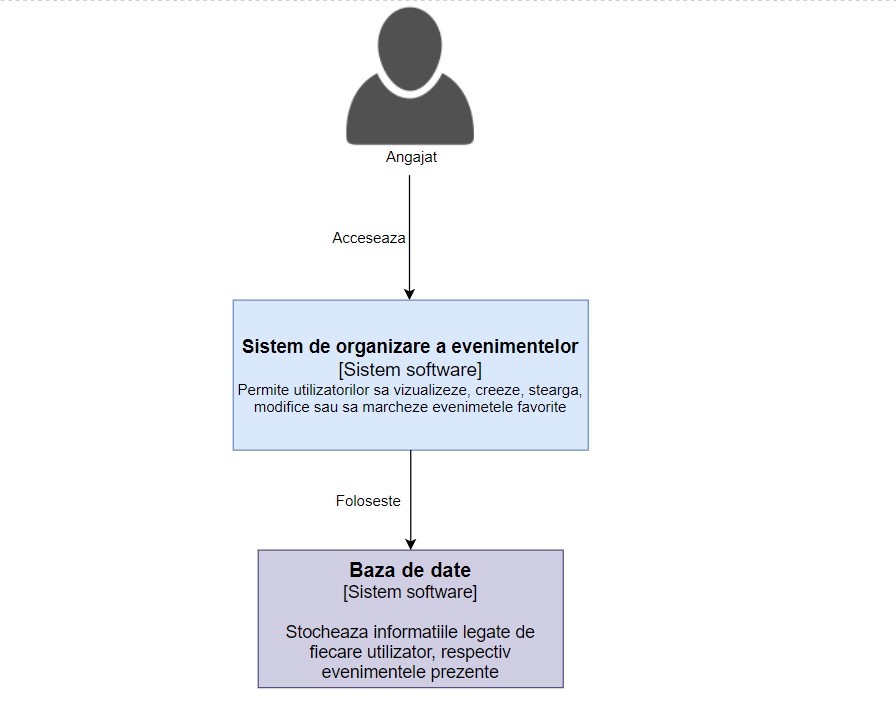 Angajat
Acceseaza
Sistem de organizare a evenimentelor
[Sistem software]
Permite utilizatorilor sa vizualizeze, creeze, stearga,
modifice sau sa marcheze evenimetele favorite
Foloseste
Baza de date
[Sistem software]
Stocheaza informatiile legate de
fiecare utilizator, respectiv
evenimentele prezente